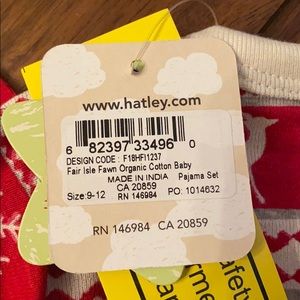 www.hatley.com
6 82397 33496 0
DESIGN CODE : F18HFI1237
Fair Isle Fawn Organic Cotton Baby
MADE IN INDIA Pajama Set
CA 20859
Size:9-12 RN 146984 PO: 1014632
RN 146984 CA 20859